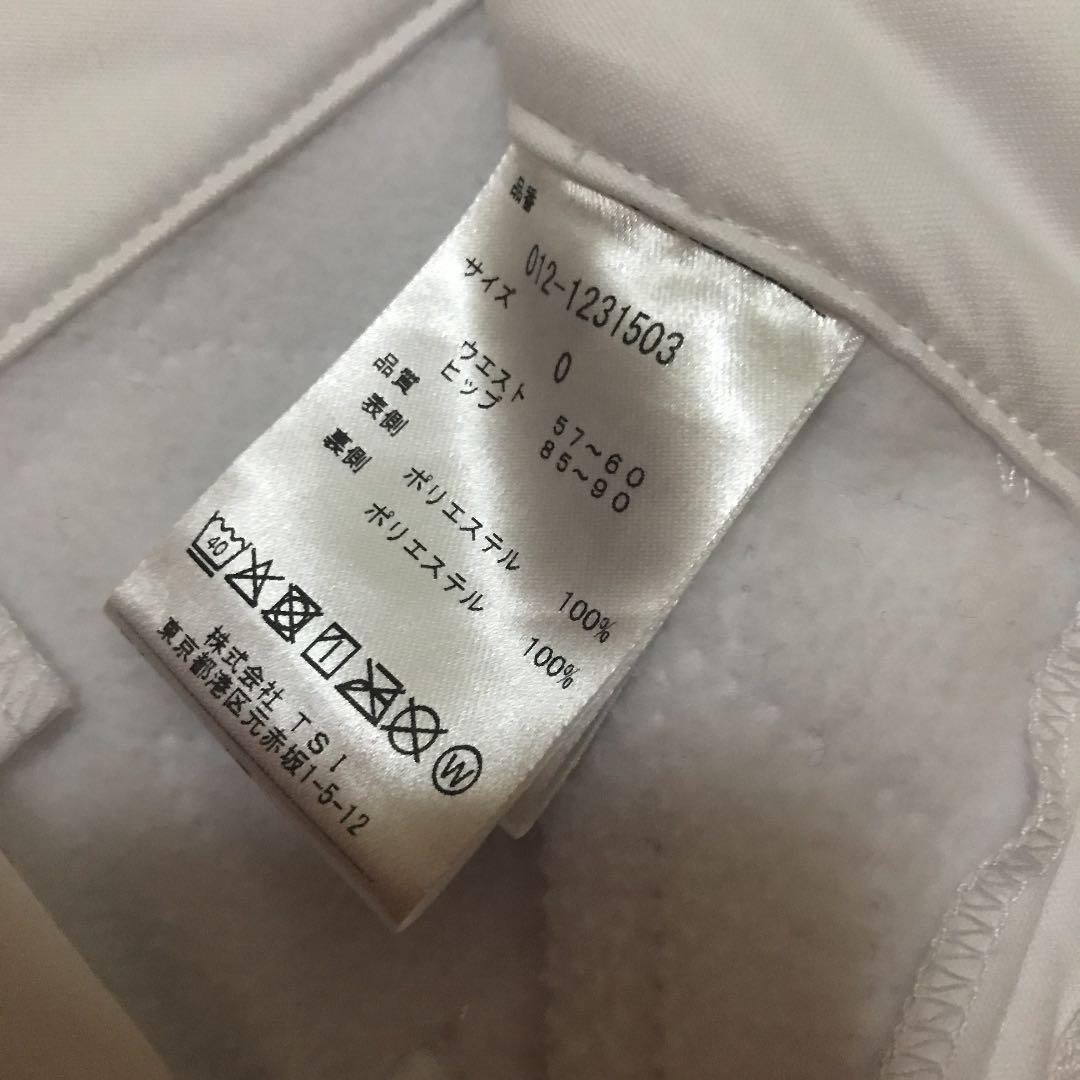 品番
012-1231503
サイズ
0
ウエスト 57~60
ヒップ 85~90
品質
表側 ポリエステル 100%
裏側 ポリエステル 100%
40
W
株式会社 TSI
東京都港区元赤坂1-5-12